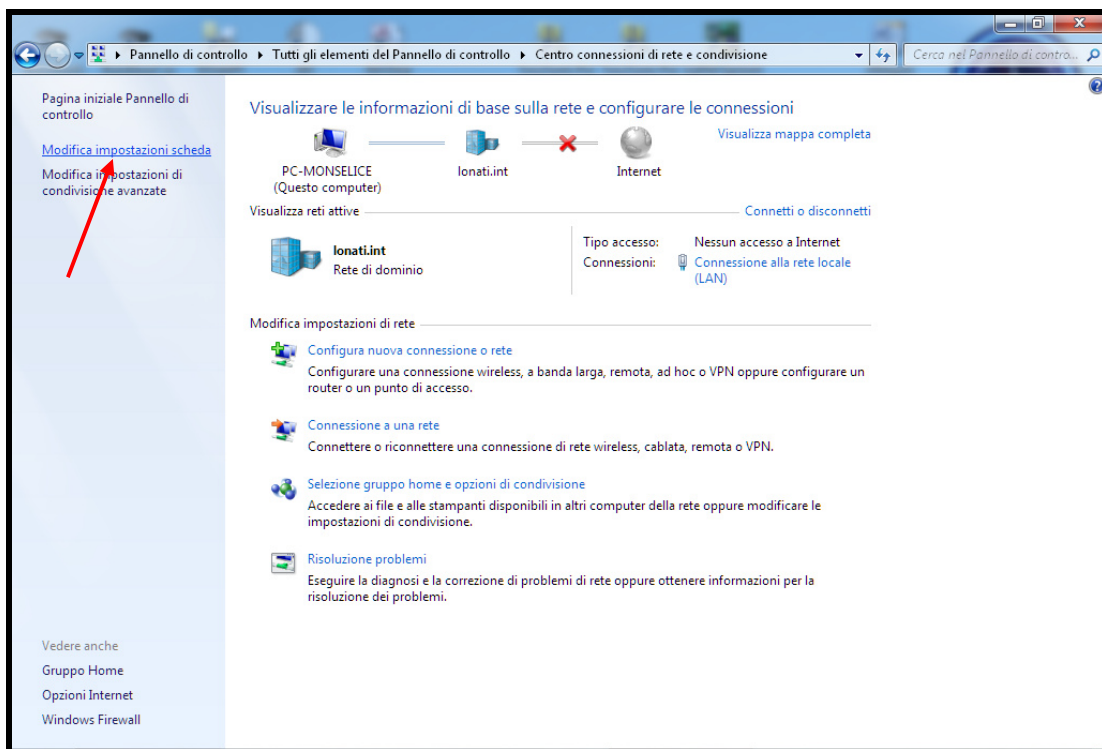 Pannello di controllo Tutti gli elementi del Pannello di controllo Centro connessioni di rete e condivisione
Cerca nel Pannello di contro...
Pagina iniziale Pannello di
controllo
Modifica impostazioni scheda
Modifica impostazioni di
condivisione avanzate
Vedere anche
Gruppo Home
Opzioni Internet
Windows Firewall
Visualizzare le informazioni di base sulla rete e configurare le connessioni
Visualizza mappa completa
PC-MONSELICE
(Questo computer)
lonati.int
Internet
Visualizza reti attive
Connetti o disconnetti
lonati.int
Rete di dominio
Tipo accesso: Nessun accesso a Internet
Connessioni: Connessione alla rete locale
(LAN)
Modifica impostazioni di rete
Configura nuova connessione o rete
Configurare una connessione wireless, a banda larga, remota, ad hoc o VPN oppure configurare un
router o un punto di accesso.
Connessione a una rete
Connettere o riconnettere una connessione di rete wireless, cablata, remota o VPN.
Selezione gruppo home e opzioni di condivisione
Accedere ai file e alle stampanti disponibili in altri computer della rete oppure modificare le
impostazioni di condivisione.
Risoluzione problemi
Eseguire la diagnosi e la correzione di problemi di rete oppure ottenere informazioni per la
risoluzione dei problemi.